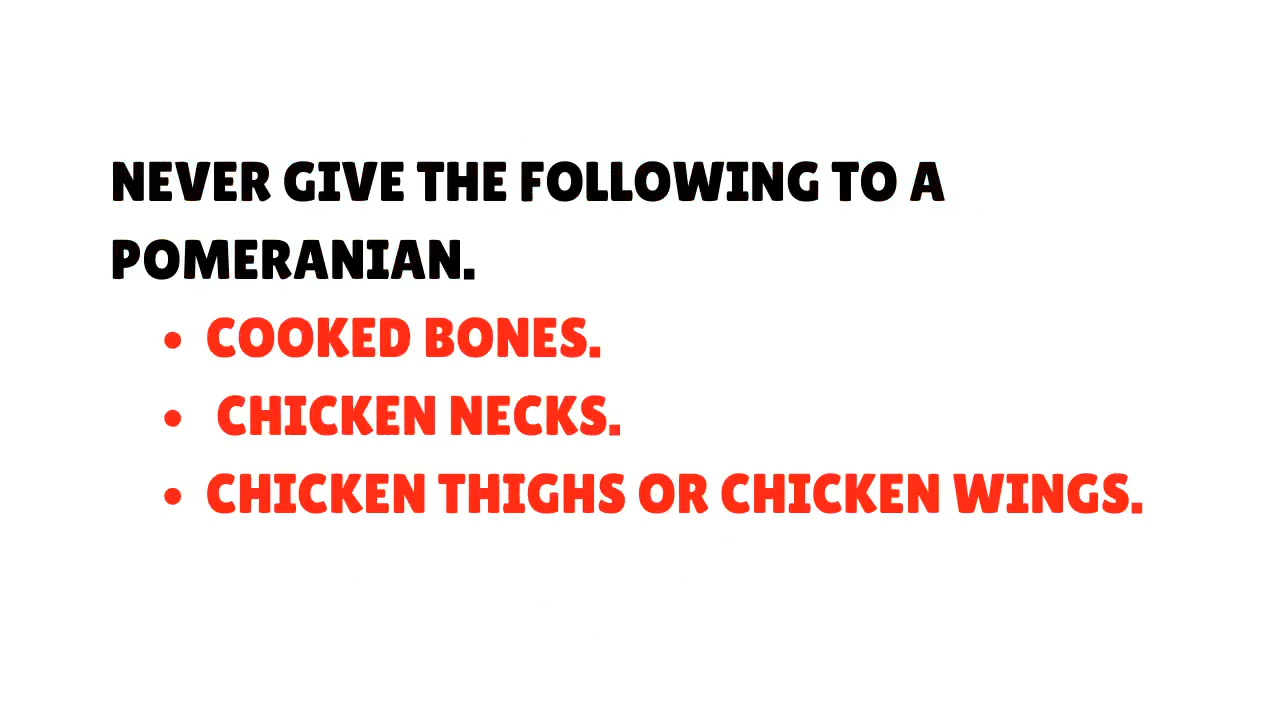 NEVER GIVE THE FOLLOWING TO A
POMERANIAN.
• COOKED BONES.
• CHICKEN NECKS.
• CHICKEN THIGHS OR CHICKEN WINGS.